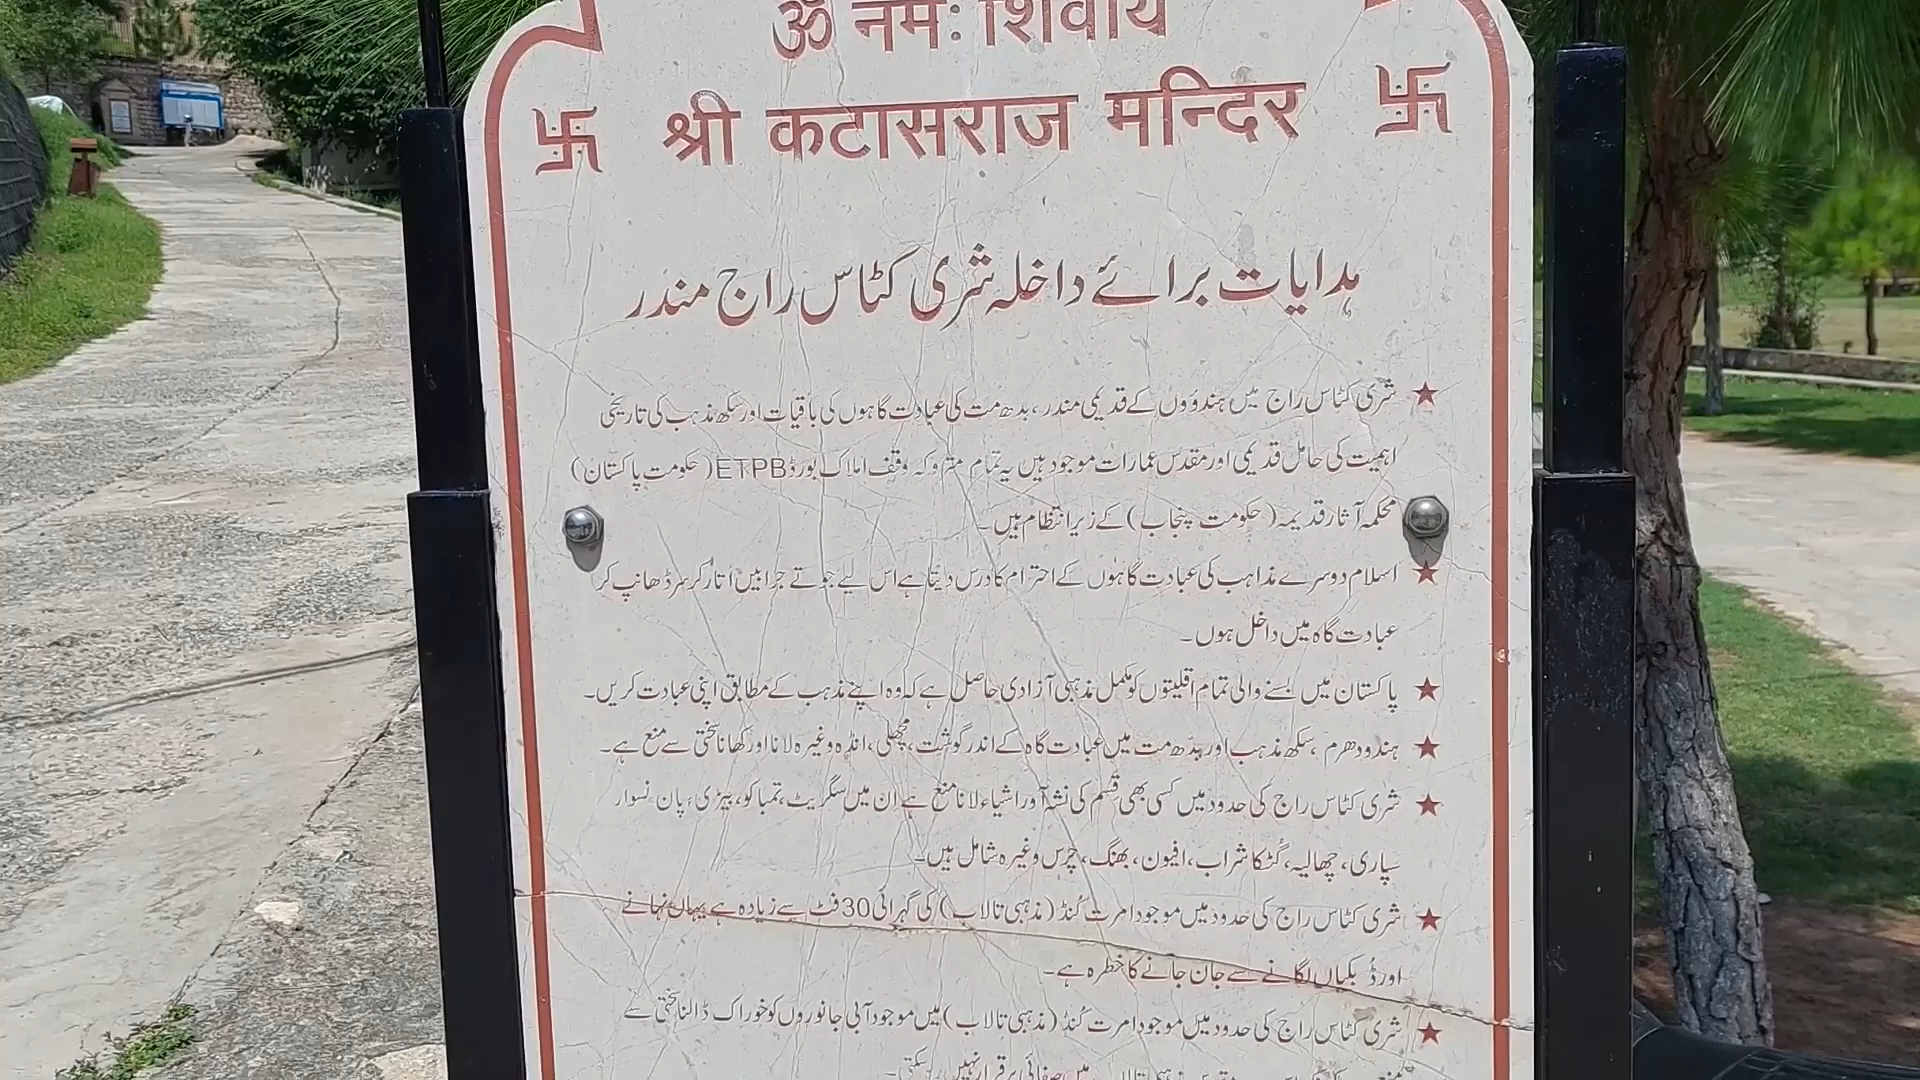 ॐ नमः शिवाय
श्री कटासराज मन्दिर
ہدایات برائے داخلہ شری کٹاس راج مندر
شری کٹاس راج میں ہندوؤں کے قدیمی مندر، بدھ مت کی عبادت گاہوں کی باقیات اور سکھ مذہب کی تاریخی
اہمیت کی حامل قدیمی اور مقدس عمارات موجود ہیں یہ تمام متروکہ وقف املاک بورڈ ETPB (حکومت پاکستان)
محکمہ آثار قدیمہ (حکومت پنجاب) کے زیر انتظام ہیں۔
اسلام دوسرے مذاہب کی عبادت گاہوں کے احترام کا درس دیتا ہے اس لیے جوتے جرابیں اتار کر سر ڈھانپ کر
عبادت گاہ میں داخل ہوں۔
پاکستان میں بسنے والی تمام اقلیتوں کو مکمل مذہبی آزادی حاصل ہے کہ وہ اپنے مذہب کے مطابق اپنی عبادت کریں۔
ہندو دھرم، سکھ مذہب اور بدھ مت میں عبادت گاہ کے اندر گوشت، مچھلی، انڈہ وغیرہ لانا اور کھانا سختی سے منع ہے۔
شری کٹاس راج کی حدود میں کسی بھی قسم کی نشہ آور اشیاء لانا منع ہے ان میں سگریٹ، تمباکو، بیڑی، پان نسوار
سپاری، چھالیہ، گٹکا شراب، افیون، بھنگ، چرس وغیرہ شامل ہیں۔
شری کٹاس راج کی حدود میں موجود امرت کُنڈ (مذہبی تالاب) کی گہرائی 30 فٹ سے زیادہ ہے یہاں نہانے
اور ڈُبکیاں لگانے سے جان جانے کا خطرہ ہے۔
شری کٹاس راج کی حدود میں موجود امرت کُنڈ (مذہبی تالاب) میں موجود آبی جانوروں کو خوراک ڈالنا سختی سے
میں صفائی برقرار نہیں